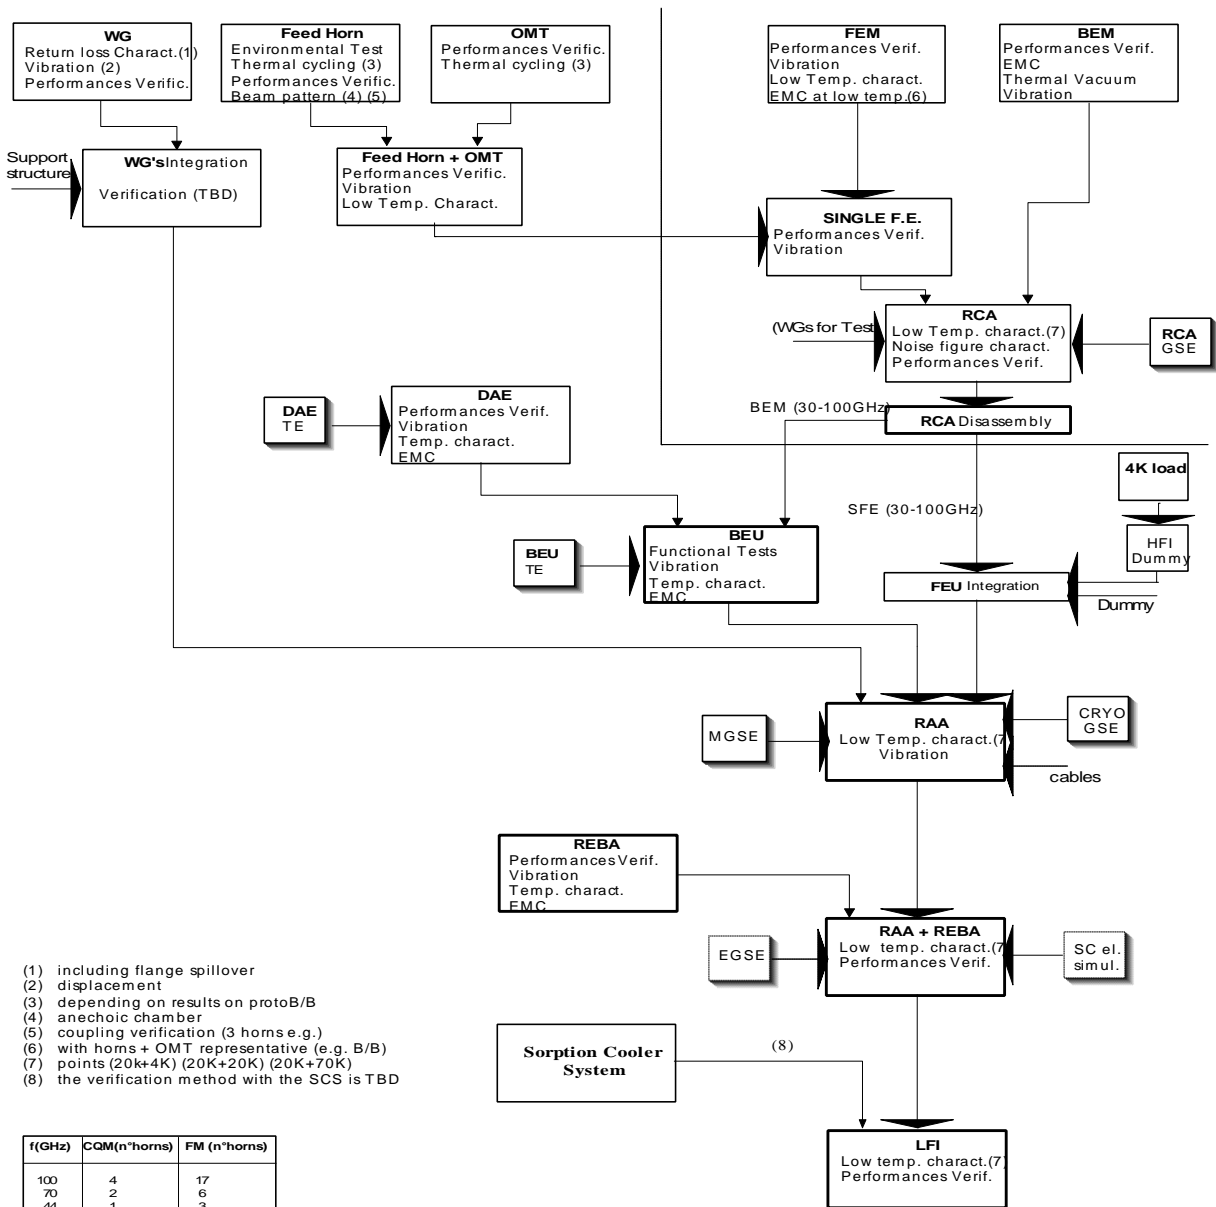 WG
Return loss Charact.(1)
Vibration (2)
Performances Verific.
Feed Horn
Environmental Test
Thermal cycling (3)
Performances Verific.
Beam pattern (4) (5)
OMT
Performances Verific.
Thermal cycling (3)
FEM
Performances Verif.
Vibration
Low Temp. charact.
EMC at low temp.(6)
BEM
Performances Verif.
EMC
Thermal Vacuum
Vibration
Support
structure
WG's Integration
Verification (TBD)
Feed Horn + OMT
Performances Verific.
Vibration
Low Temp. Charact.
SINGLE F.E.
Performances Verif.
Vibration
(WGs for Test
RCA
Low Temp. charact.(7)
Noise figure charact.
Performances Verif.
RCA
GSE
DAE
TE
DAE
Performances Verif.
Vibration
Temp. charact.
EMC
BEM (30-100GHz)
RCA Disassembly
4K load
SFE (30-100GHz)
BEU
TE
BEU
Functional Tests
Vibration
Temp. charact.
EMC
HFI
Dummy
FEU Integration
Dummy
MGSE
RAA
Low Temp. charact.(7
Vibration
CRYO
GSE
cables
REBA
Performances Verif.
Vibration
Temp. charact.
EMC
EGSE
RAA + REBA
Low temp. charact.(7
Performances Verif.
SC el.
simul.
(1) including flange spillover
(2) displacement
(3) depending on results on protoB/B
(4) anechoic chamber
(5) coupling verification (3 horns e.g.)
(6) with horns + OMT representative (e.g. B/B)
(7) points (20k+4K) (20K+20K) (20K+70K)
(8) the verification method with the SCS is TBD
Sorption Cooler
System
(8)
LFI
Low temp. charact.(7)
Performances Verif.
f(GHz) CQM(n°horns) FM (n°horns)
100 4 17
70 2 6
44 1 3